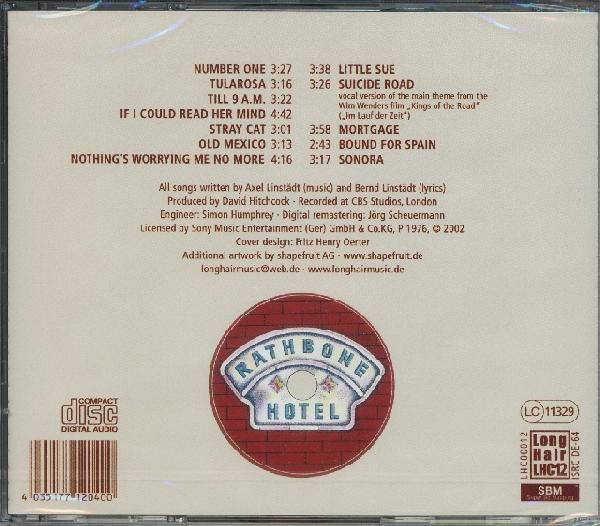 NUMBER ONE 3:27
TULAROSA 3:16
TILL 9 A.M. 3:22
IF I COULD READ HER MIND 4:42
STRAY CAT 3:01
OLD MEXICO 3:13
NOTHING'S WORRYING ME NO MORE 4:16
3:38 LITTLE SUE
3:26 SUICIDE ROAD
vocal version of the main theme from the
Wim Wenders film „Kings of the Road"
(„Im Lauf der Zeit")
3:58 MORTGAGE
2:43 BOUND FOR SPAIN
3:17 SONORA
All songs written by Axel Linstädt (music) and Bernd Linstädt (lyrics)
Produced by David Hitchcock · Recorded at CBS Studios, London
Engineer: Simon Humphrey · Digital remastering: Jörg Scheuermann
Licensed by Sony Music Entertainment (Ger) GmbH & Co.KG, P 1976, © 2002
Cover design: Fritz Henry Oerter
Additional artwork by shapefruit AG · www.shapefruit.de
longhairmusic@web.de · www.longhairmusic.de
RATHBONE
HOTEL
COMPACT
disc
DIGITAL AUDIO
4 035177 120400
LC 11329
LHC00012
Long
Hair
LHC12
ISRC DE-64
SBM